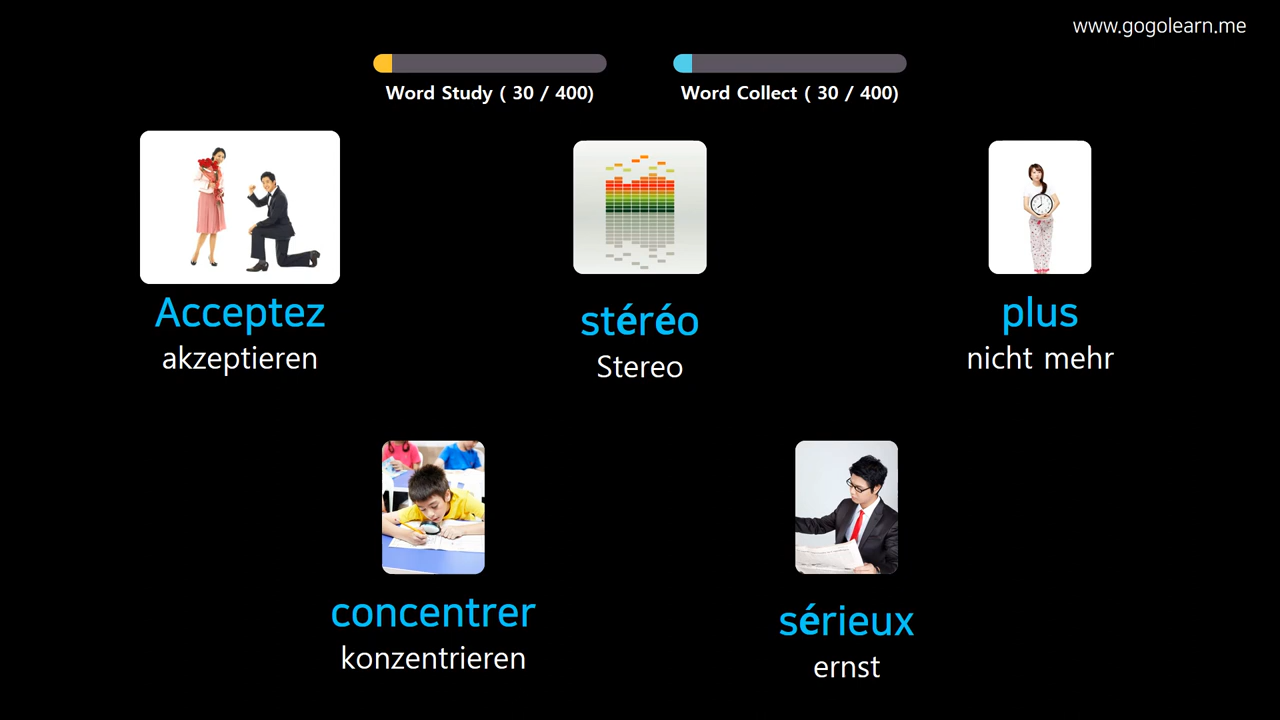 www.gogolearn.me
Word Study ( 30 / 400)
Word Collect ( 30 / 400)
Acceptez
akzeptieren
stéréo
Stereo
plus
nicht mehr
concentrer
konzentrieren
sérieux
ernst